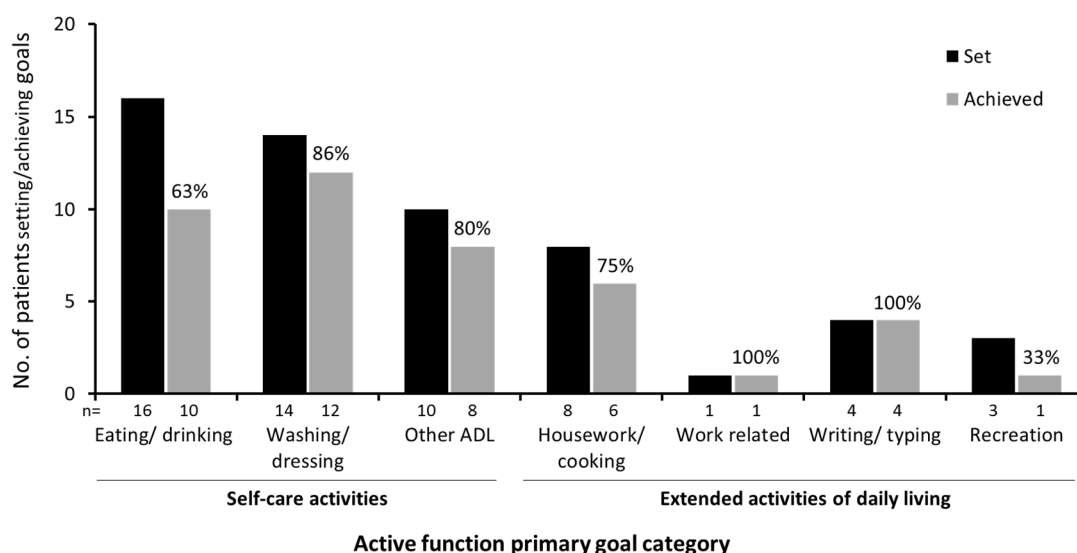 No. of patients setting/achieving goals
20
15
10
5
0
Set
Achieved
63%
86%
80%
75%
100%
100%
33%
n= 16 10 14 12 10 8 8 6 1 1 4 4 3 1
Eating/ drinking Washing/ Other ADL Housework/ Work related Writing/ typing Recreation
dressing cooking
Self-care activities Extended activities of daily living
Active function primary goal category